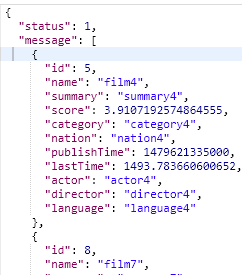 {
"status": 1,
"message": [
{
"id": 5,
"name": "film4",
"summary": "summary4",
"score": 3.9107192574864555,
"category": "category4",
"nation": "nation4",
"publishTime": 1479621335000,
"lastTime": 1493.783660600652,
"actor": "actor4",
"director": "director4",
"language": "language4"
},
{
"id": 8,
"name": "film7",